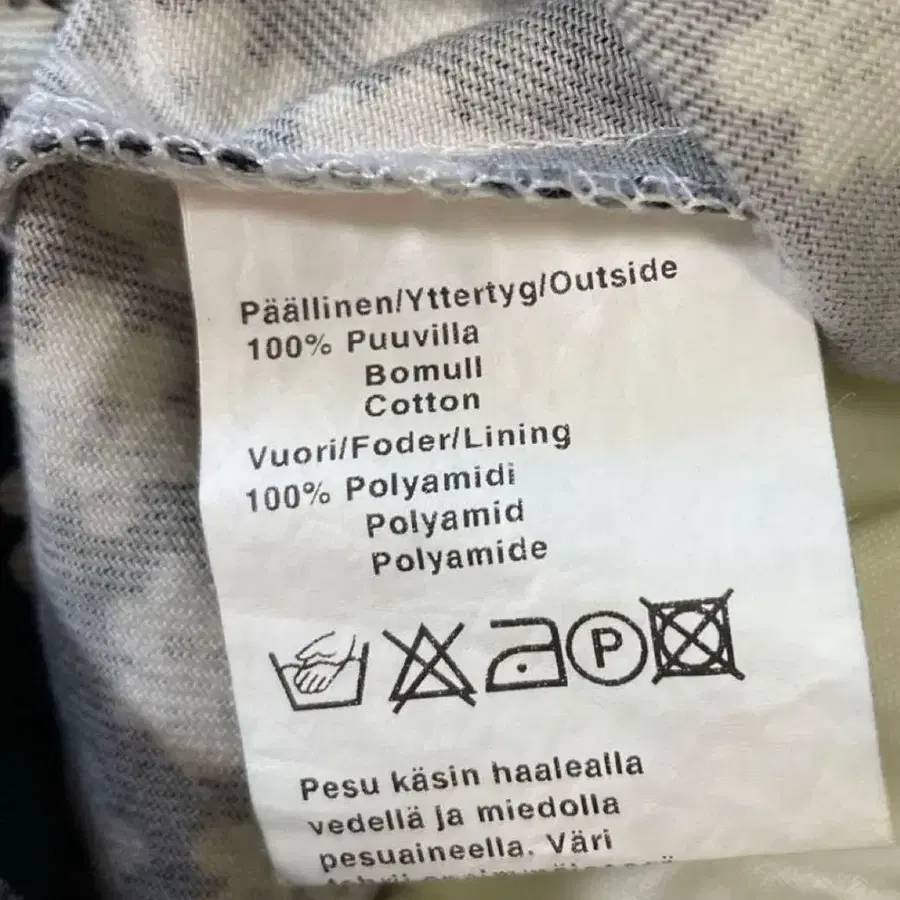 Päällinen/Yttertyg/Outside
100% Puuvilla
Bomull
Cotton
Vuori/Foder/Lining
100% Polyamidi
Polyamid
Polyamide
P
Pesu käsin haalealla
vedellä ja miedolla
pesuaineella. Väri